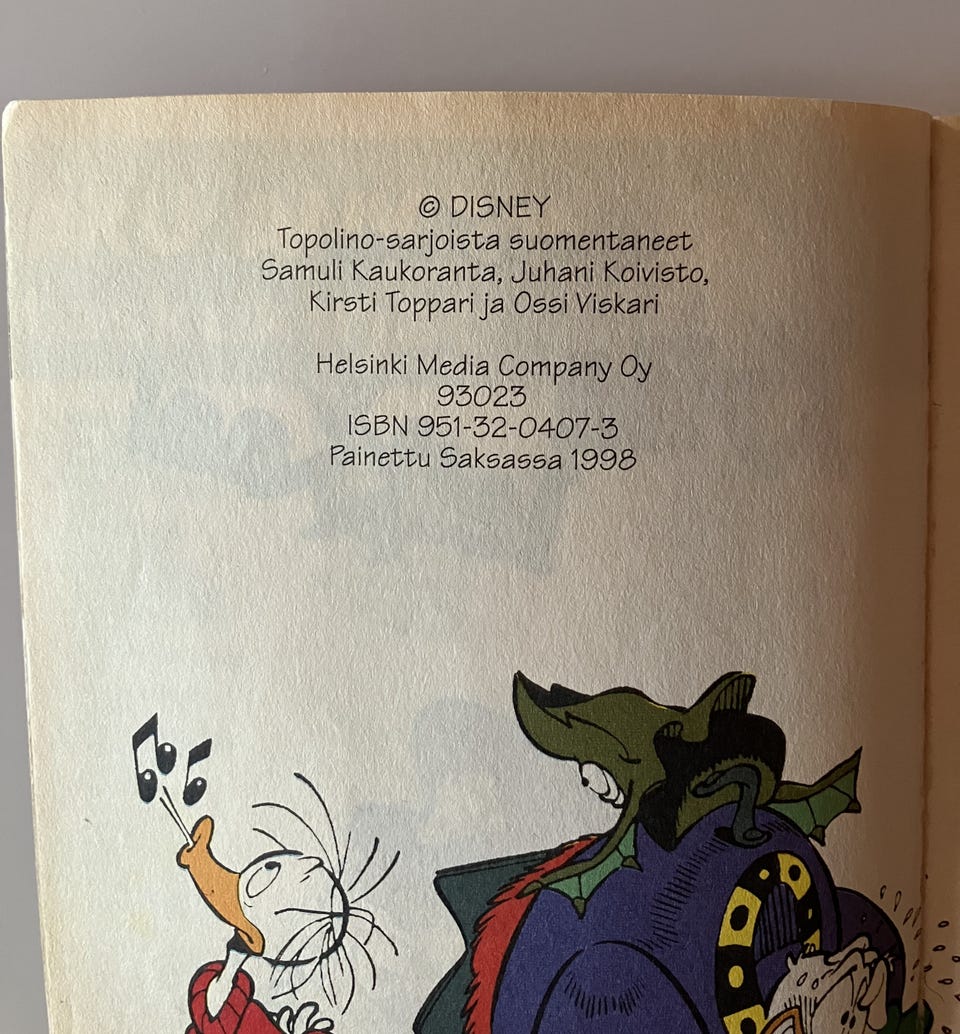 © DISNEY
Topolino-sarjoista suomentaneet
Samuli Kaukoranta, Juhani Koivisto,
Kirsti Toppari ja Ossi Viskari
Helsinki Media Company Oy
93023
ISBN 951-32-0407-3
Painettu Saksassa 1998